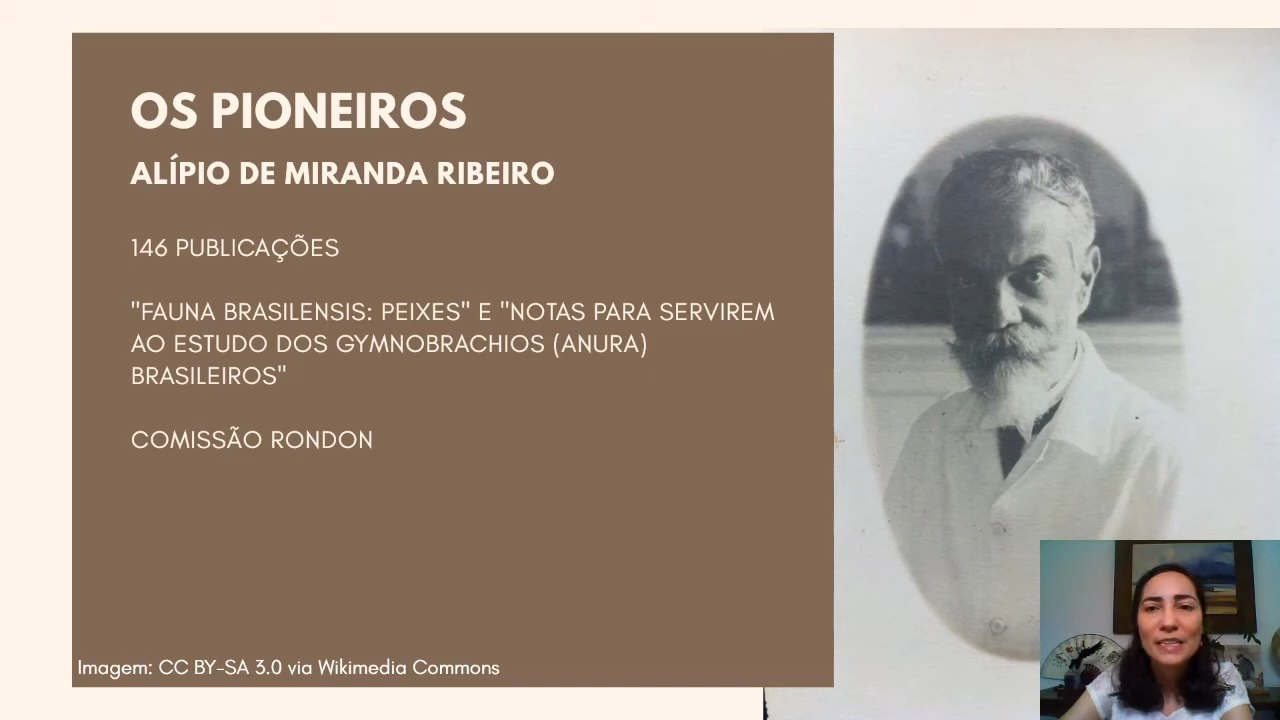 OS PIONEIROS
ALÍPIO DE MIRANDA RIBEIRO
146 PUBLICAÇÕES
"FAUNA BRASILENSIS: PEIXES" E "NOTAS PARA SERVIREM
AO ESTUDO DOS GYMNOBRACHIOS (ANURA)
BRASILEIROS"
COMISSÃO RONDON
Imagem: CC BY-SA 3.0 via Wikimedia Commons